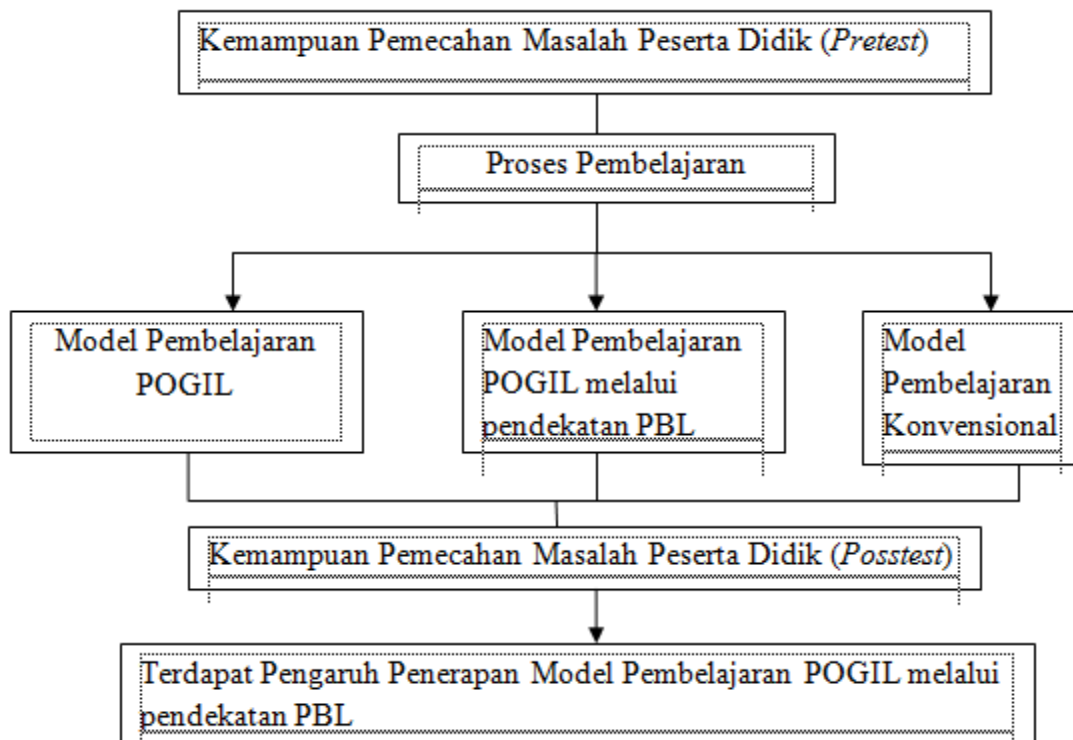 Kemampuan Pemecahan Masalah Peserta Didik (Pretest)
Proses Pembelajaran
Model Pembelajaran
POGIL
Model Pembelajaran
POGIL melalui
pendekatan PBL
Model
Pembelajaran
Konvensional
Kemampuan Pemecahan Masalah Peserta Didik (Posstest)
Terdapat Pengaruh Penerapan Model Pembelajaran POGIL melalui
pendekatan PBL